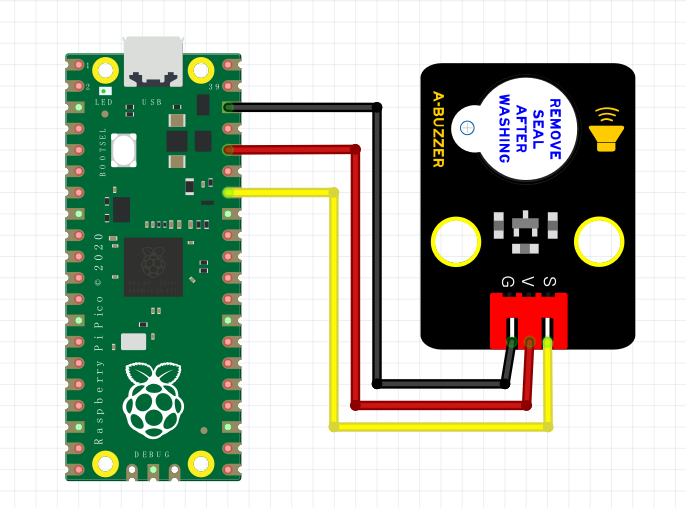 1
2
39
LED
USB
BOOTSEL
Raspberry Pi Pico © 2020
DEBUG
A-BUZZER
REMOVE
SEAL
AFTER
WASHING
G V S